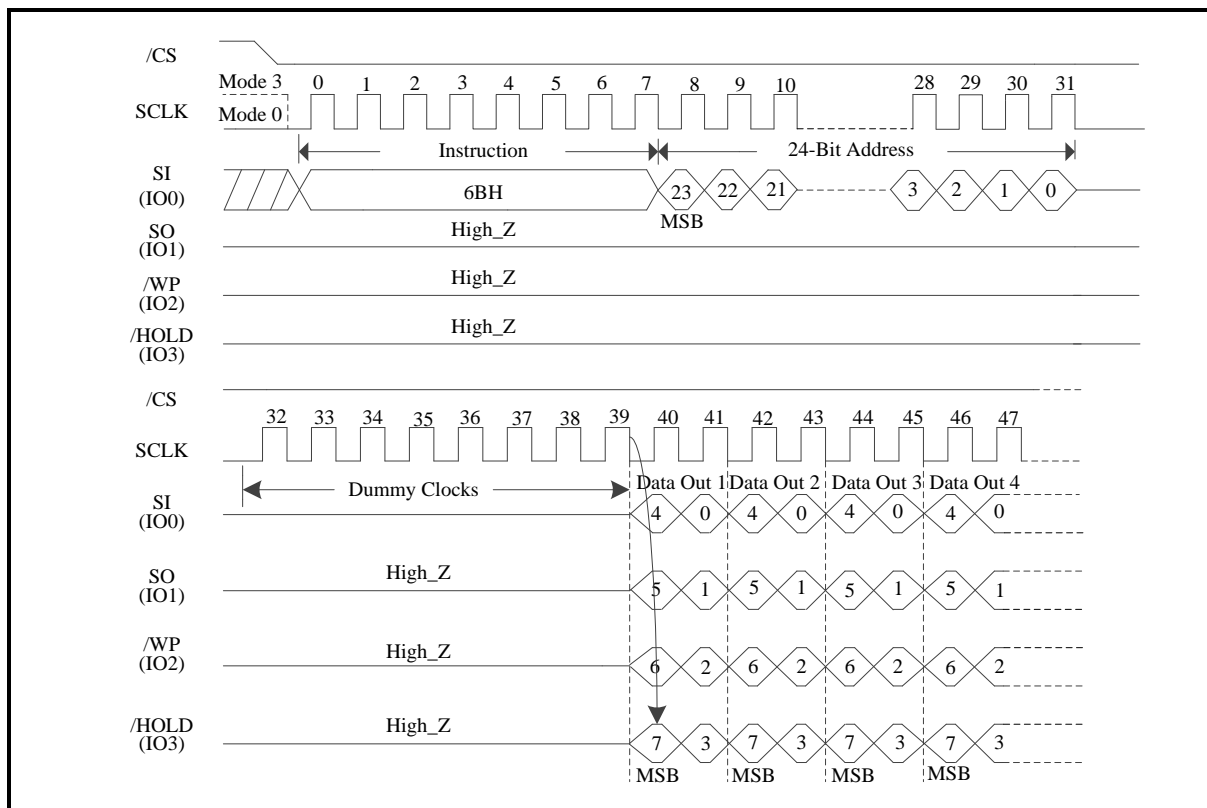 /CS
Mode 3 0 1 2 3 4 5 6 7 8 9 10 28 29 30 31
SCLK Mode 0
Instruction 24-Bit Address
SI
(IO0) 6BH 23 22 21 3 2 1 0
MSB
SO
(IO1) High_Z
/WP
(IO2) High_Z
/HOLD
(IO3) High_Z
/CS
32 33 34 35 36 37 38 39 40 41 42 43 44 45 46 47
SCLK
Dummy Clocks Data Out 1 Data Out 2 Data Out 3 Data Out 4
SI
(IO0) 4 0 4 0 4 0 4 0
SO
(IO1) High_Z 5 1 5 1 5 1 5 1
/WP
(IO2) High_Z 6 2 6 2 6 2 6 2
/HOLD
(IO3) High_Z 7 3 7 3 7 3 7 3
MSB MSB MSB MSB